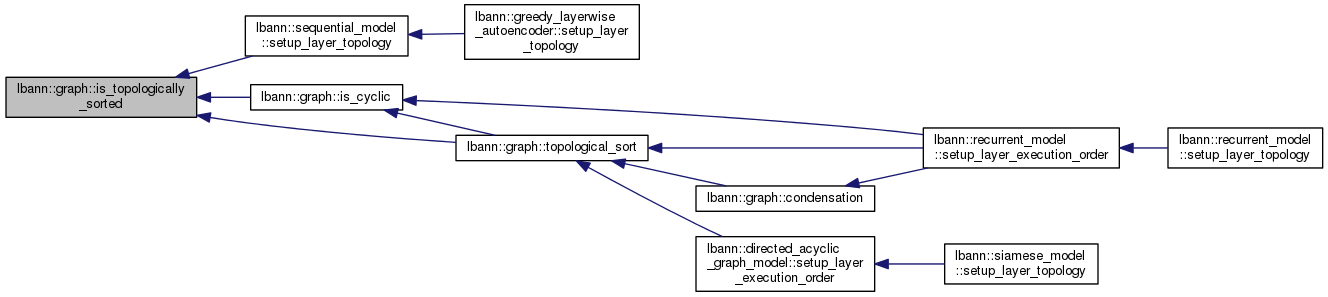 lbann::graph::is_topologically
_sorted
lbann::sequential_model
::setup_layer_topology
lbann::greedy_layerwise
_autoencoder::setup_layer
_topology
lbann::graph::is_cyclic
lbann::graph::topological_sort
lbann::recurrent_model
::setup_layer_execution_order
lbann::recurrent_model
::setup_layer_topology
lbann::graph::condensation
lbann::directed_acyclic
_graph_model::setup_layer
_execution_order
lbann::siamese_model
::setup_layer_topology